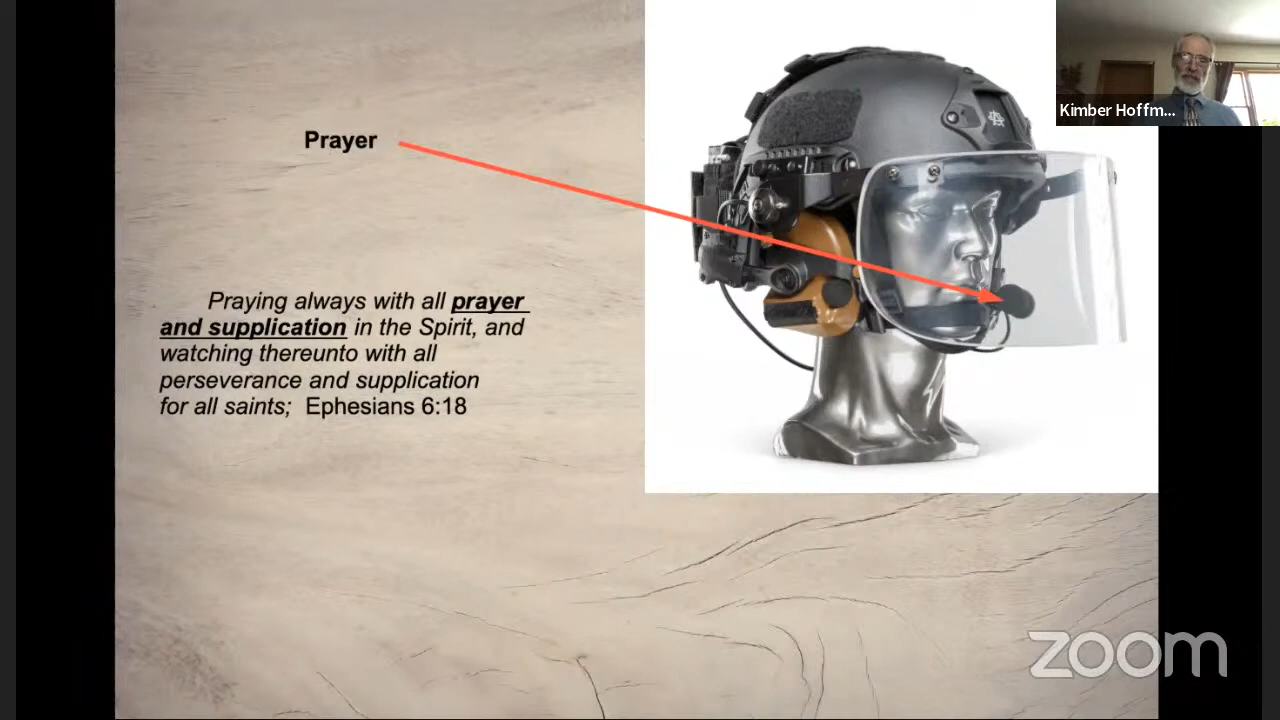 Kimber Hoffm...
Prayer
Praying always with all prayer
and supplication in the Spirit, and
watching thereunto with all
perseverance and supplication
for all saints; Ephesians 6:18
zoom